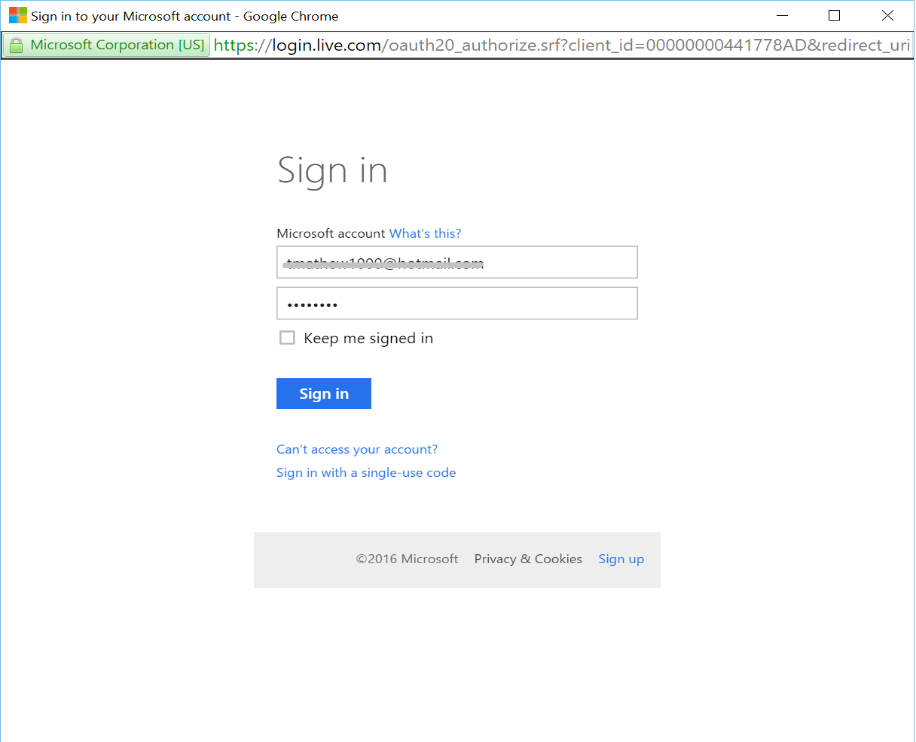 Sign in to your Microsoft account - Google Chrome
Microsoft Corporation [US] https://login.live.com/oauth20_authorize.srf?client_id=00000000441778AD&redirect_uri
Sign in
Microsoft account What's this?
••••••••
Keep me signed in
Sign in
Can't access your account?
Sign in with a single-use code
©2016 Microsoft Privacy & Cookies Sign up